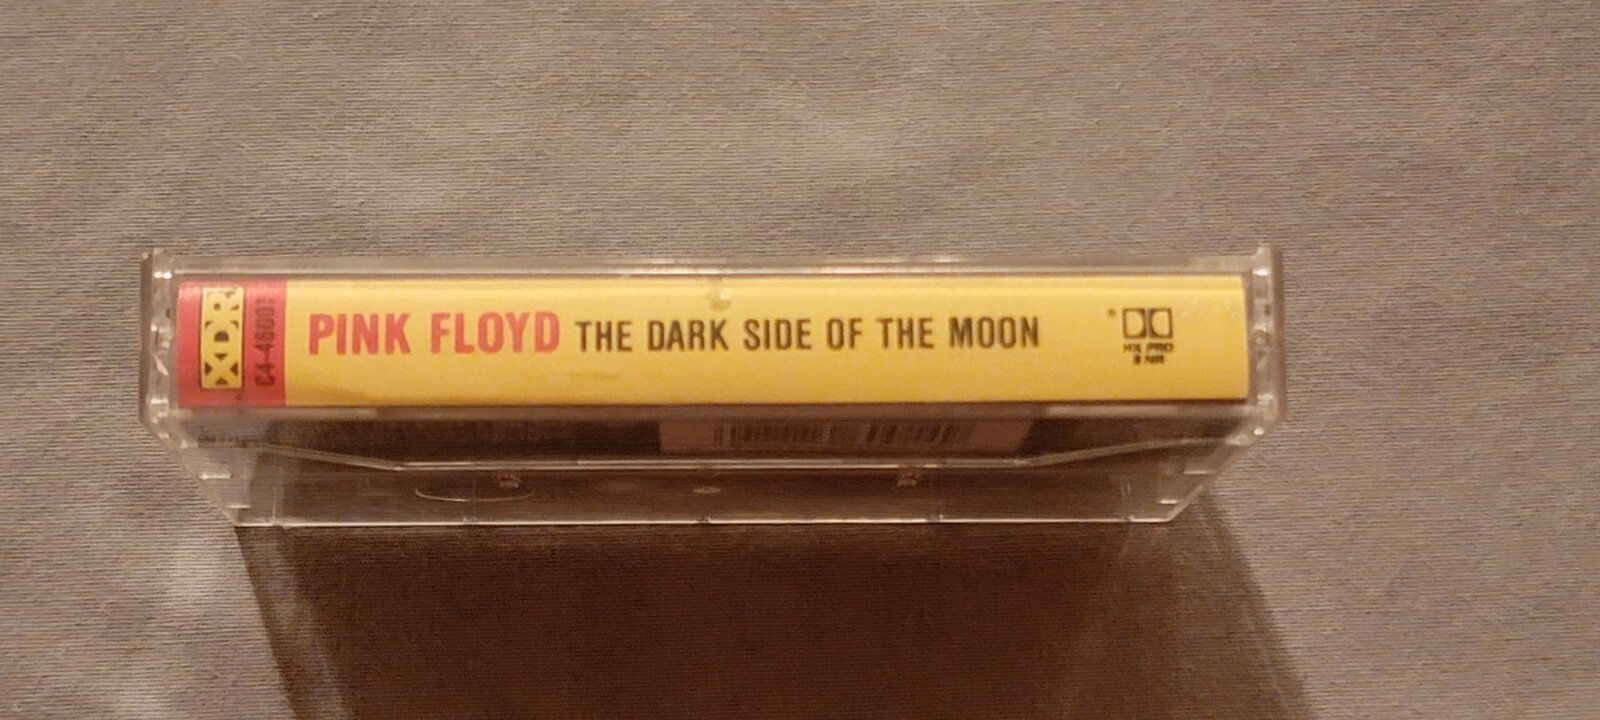 XDR
C4-46001
PINK FLOYD THE DARK SIDE OF THE MOON
HX PRO
B NR